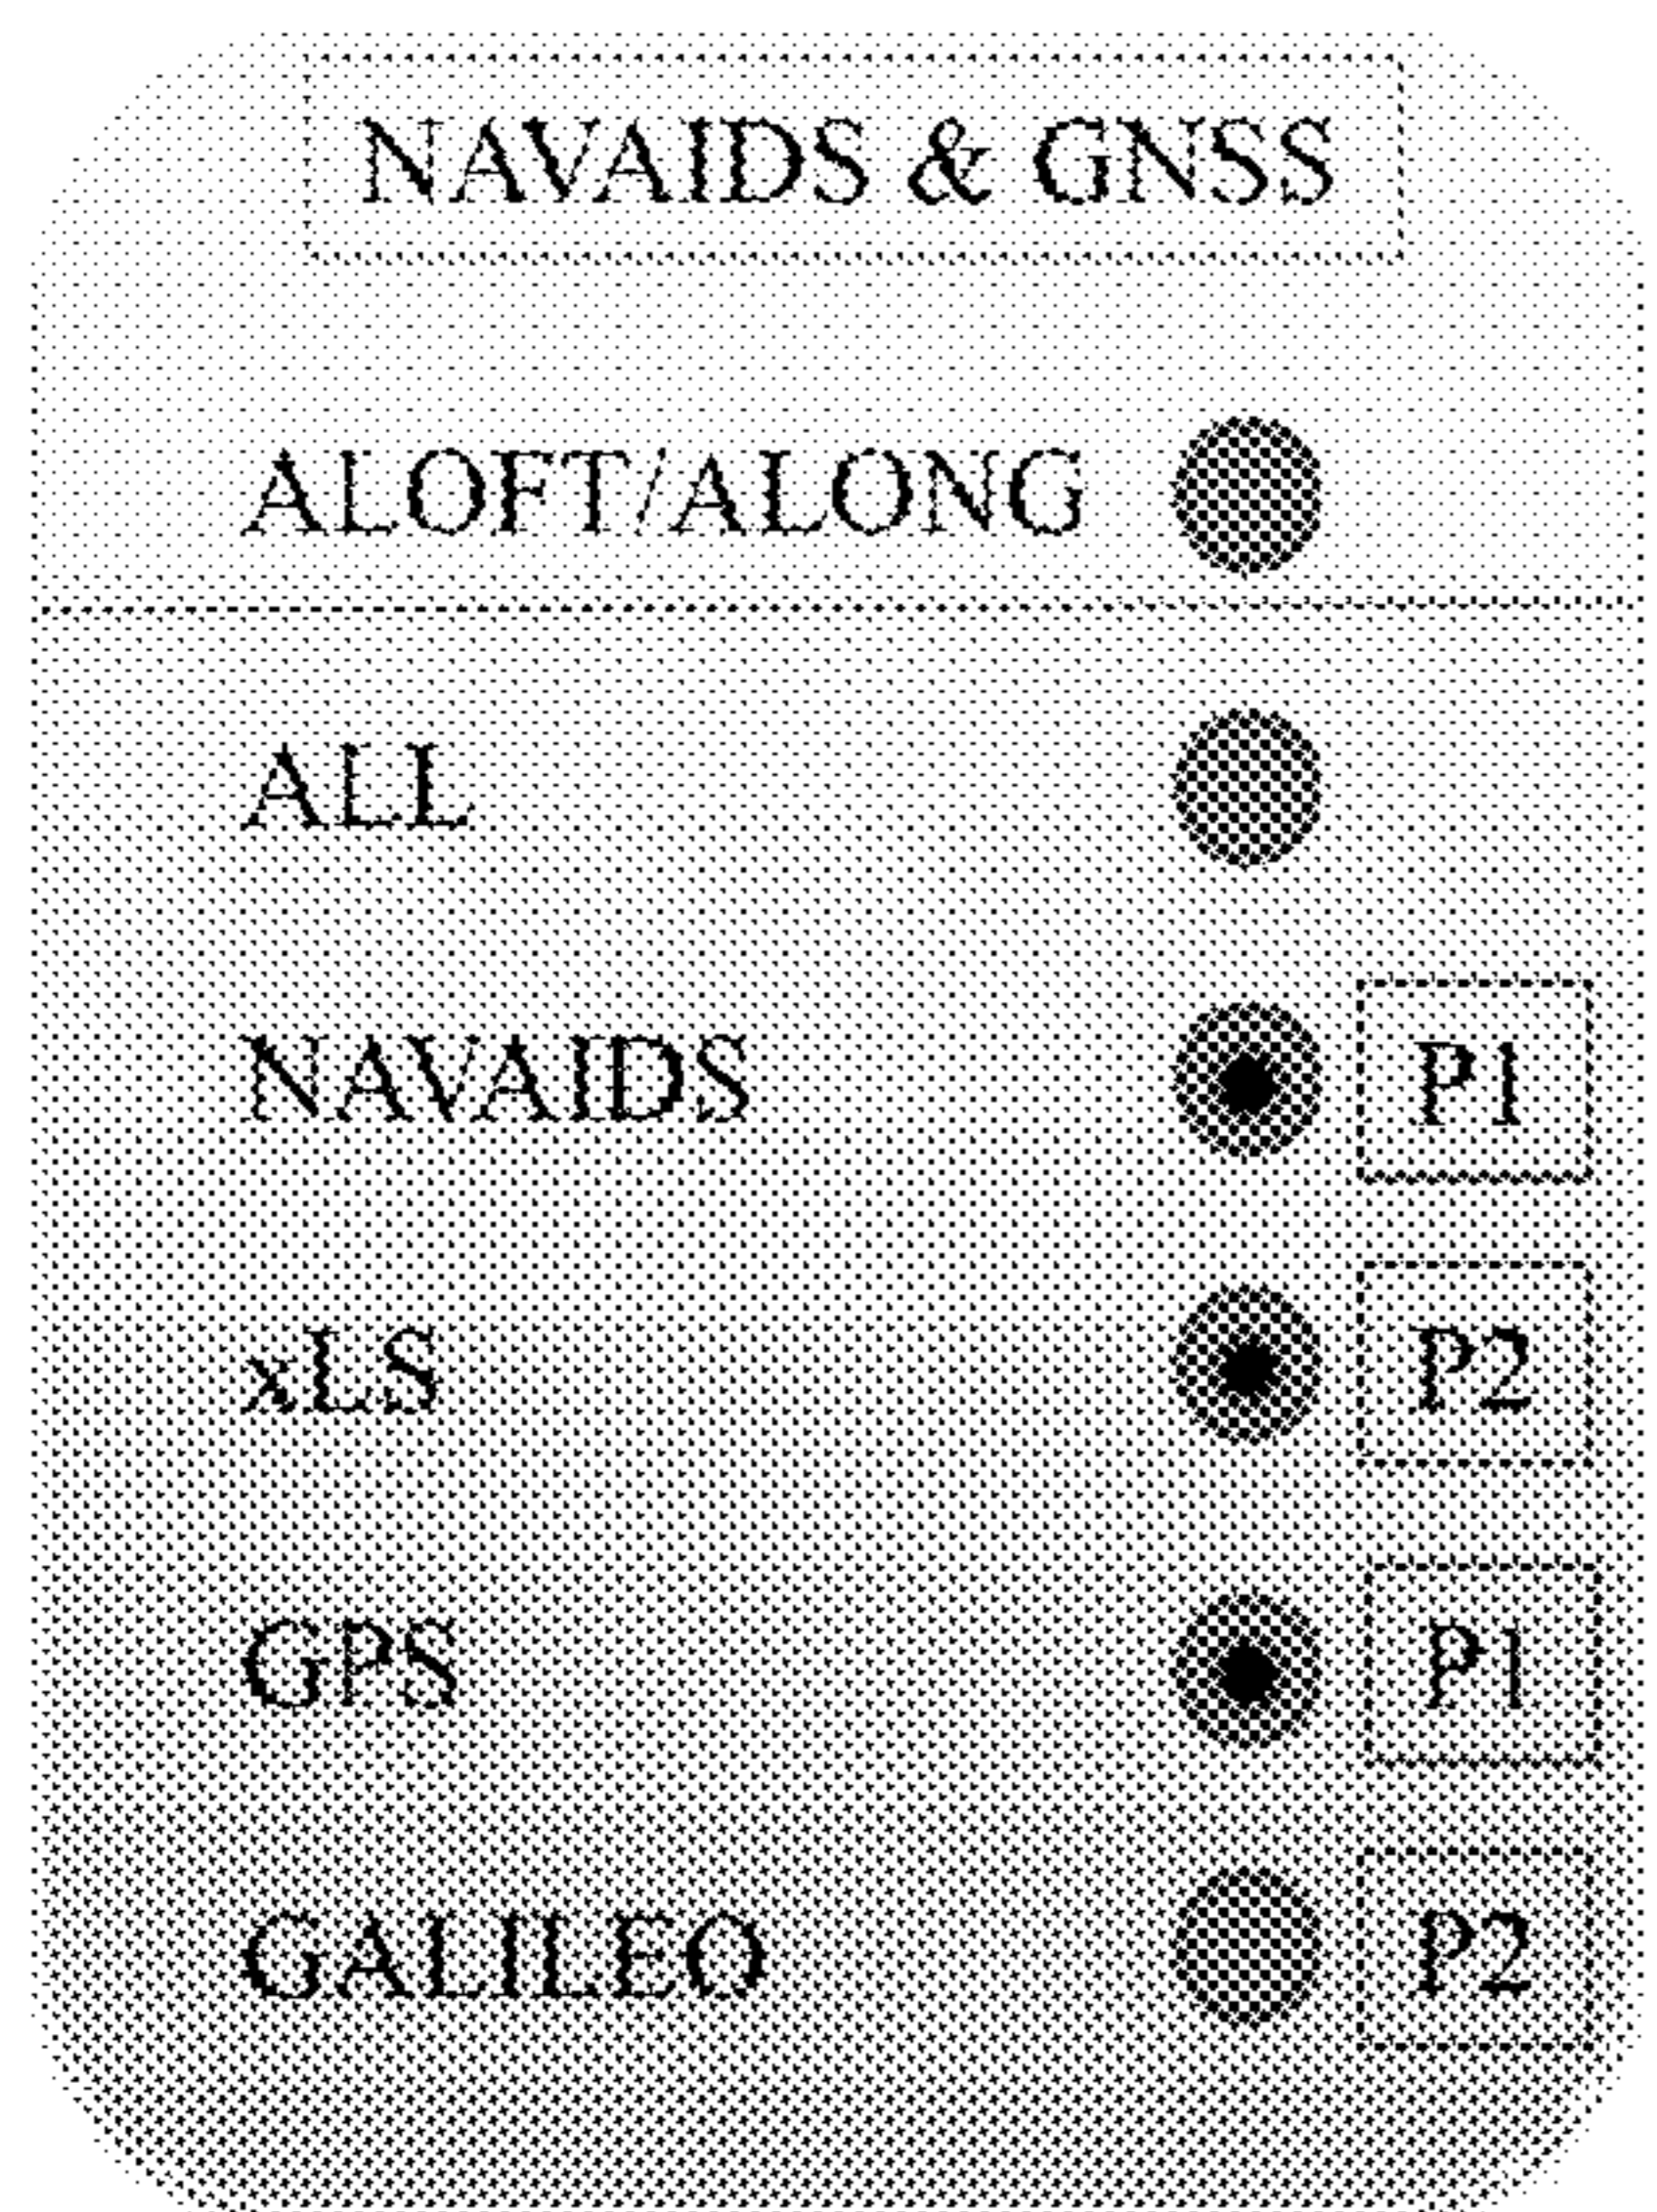 NAVAIDS & GNSS
ALOFT/ALONG
ALL
NAVAIDS P1
xLS P2
GPS P1
GALILEO P2